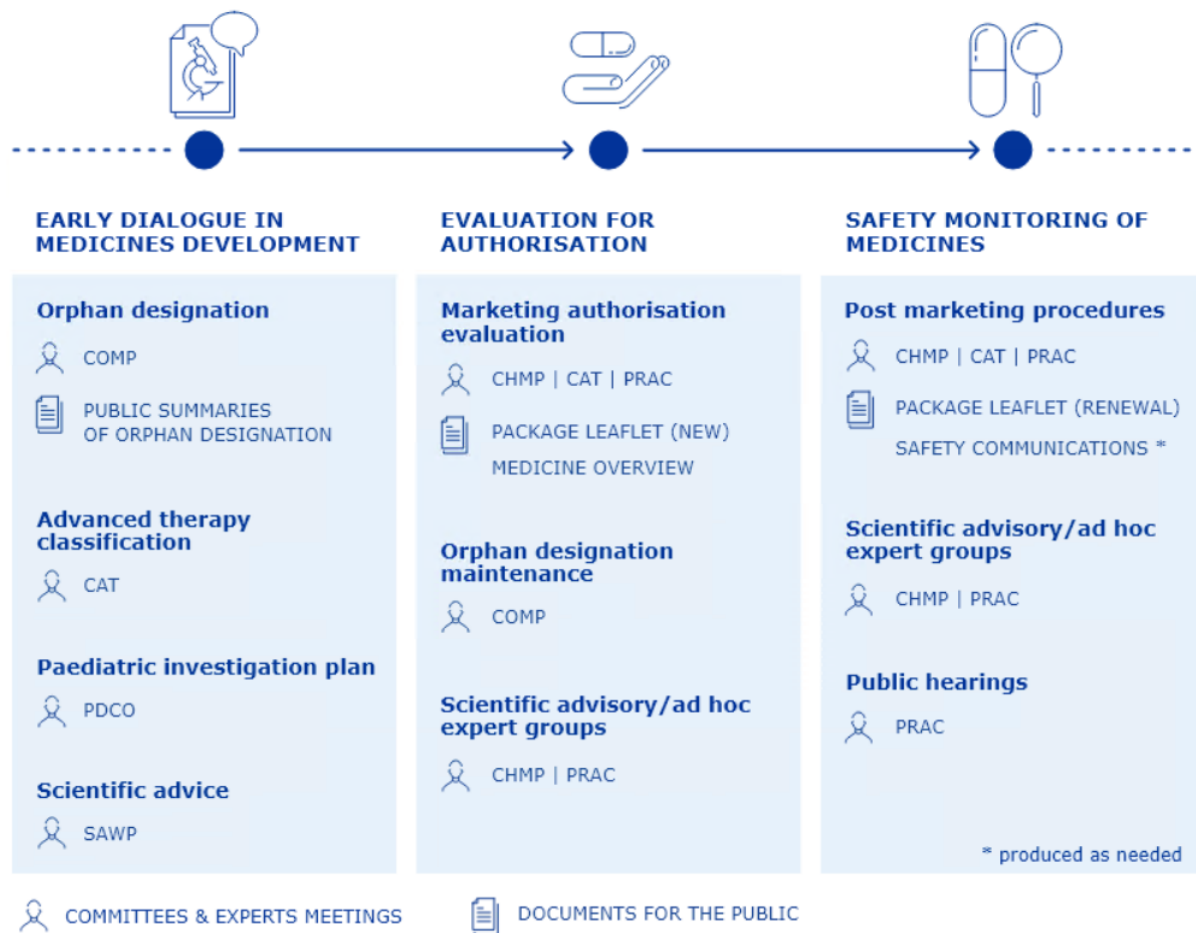 EARLY DIALOGUE IN
MEDICINES DEVELOPMENT
Orphan designation
COMP
PUBLIC SUMMARIES
OF ORPHAN DESIGNATION
Advanced therapy
classification
CAT
Paediatric investigation plan
PDCO
Scientific advice
SAWP
EVALUATION FOR
AUTHORISATION
Marketing authorisation
evaluation
CHMP | CAT | PRAC
PACKAGE LEAFLET (NEW)
MEDICINE OVERVIEW
Orphan designation
maintenance
COMP
Scientific advisory/ad hoc
expert groups
CHMP | PRAC
SAFETY MONITORING OF
MEDICINES
Post marketing procedures
CHMP | CAT | PRAC
PACKAGE LEAFLET (RENEWAL)
SAFETY COMMUNICATIONS *
Scientific advisory/ad hoc
expert groups
CHMP | PRAC
Public hearings
PRAC
* produced as needed
COMMITTEES & EXPERTS MEETINGS
DOCUMENTS FOR THE PUBLIC